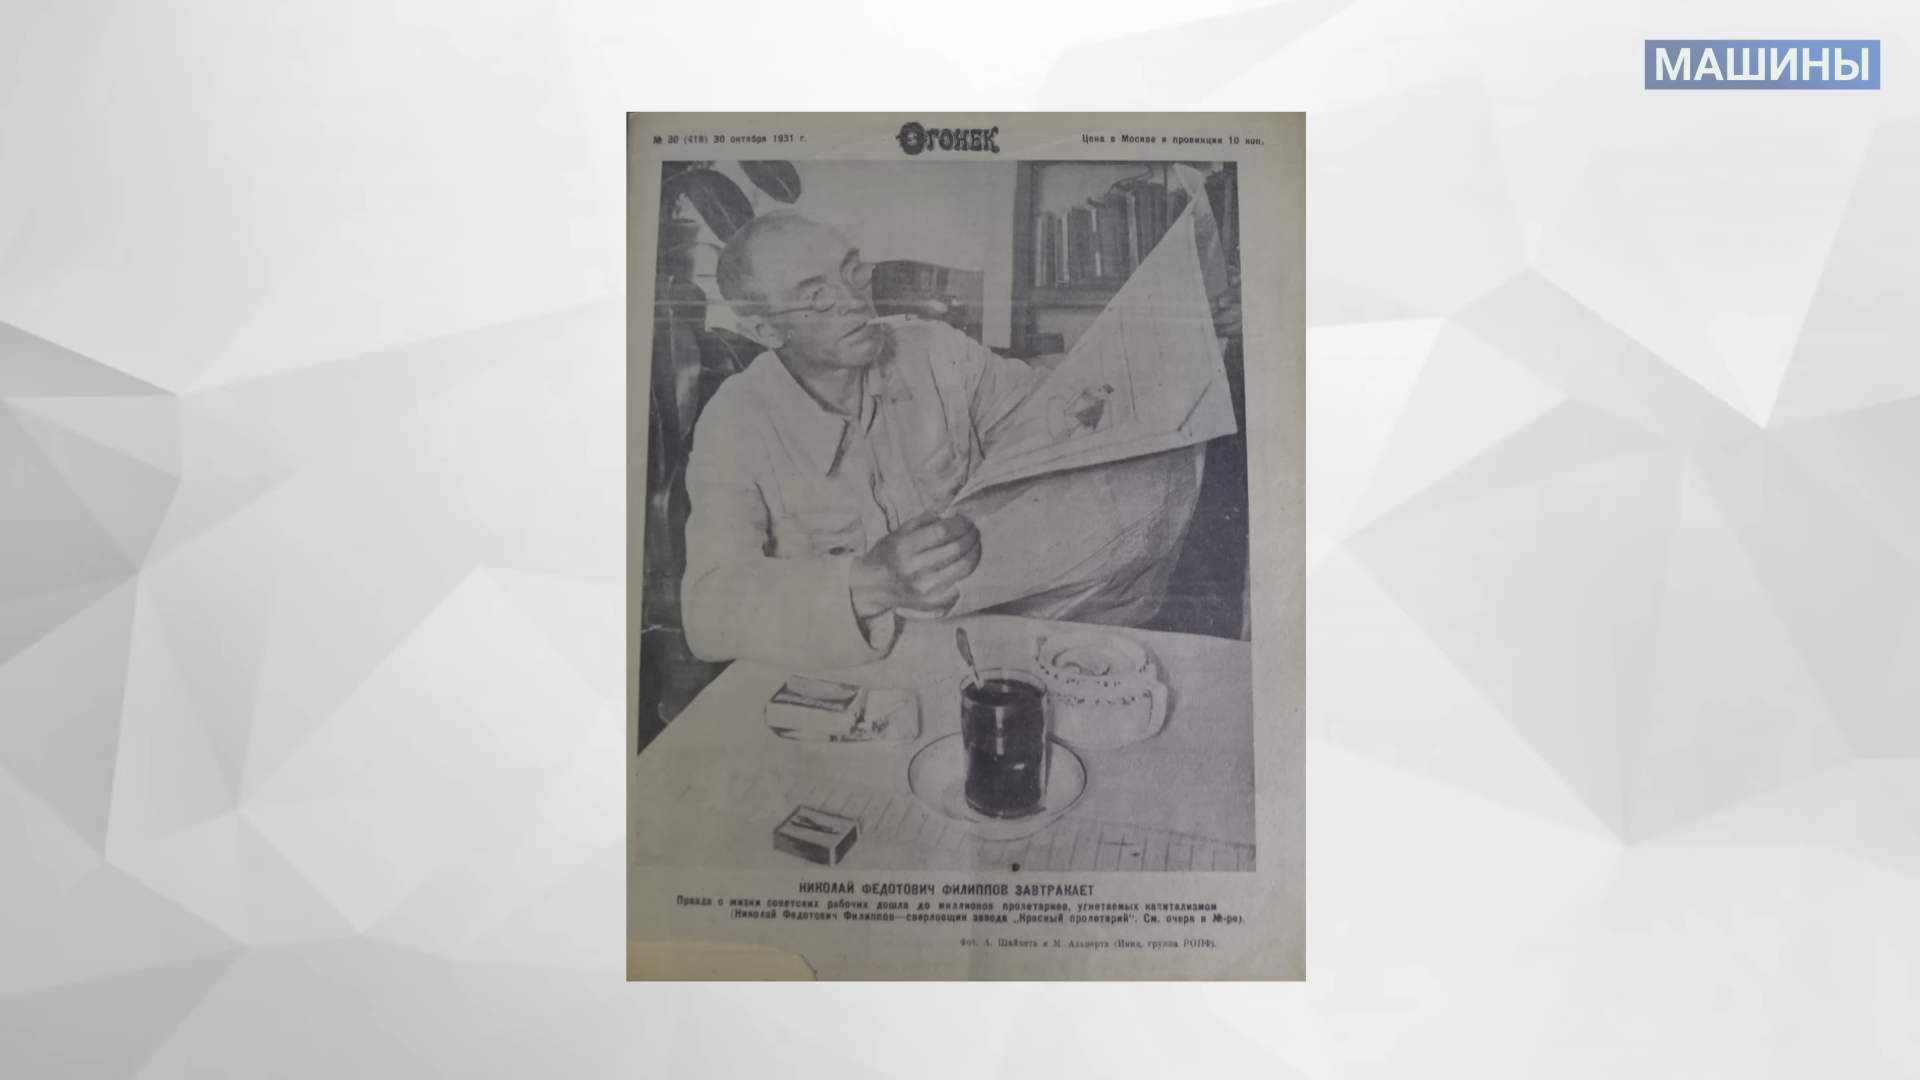 МАШИНЫ
№ 30 (419) 30 октября 1931 г.
Огонек
Цена в Москве и провинции 10 коп.
НИКОЛАЙ ФЕДОТОВИЧ ФИЛИППОВ ЗАВТРАКАЕТ
Правда о жизни советских рабочих дошла до миллионов пролетариев, угнетаемых капитализмом
(Николай Федотович Филиппов—сверловщик завода „Красный пролетарий“. См. очерк в №-ре).
Фот. А. Шайхета и М. Альперта (Иниц. группа РОПФ).